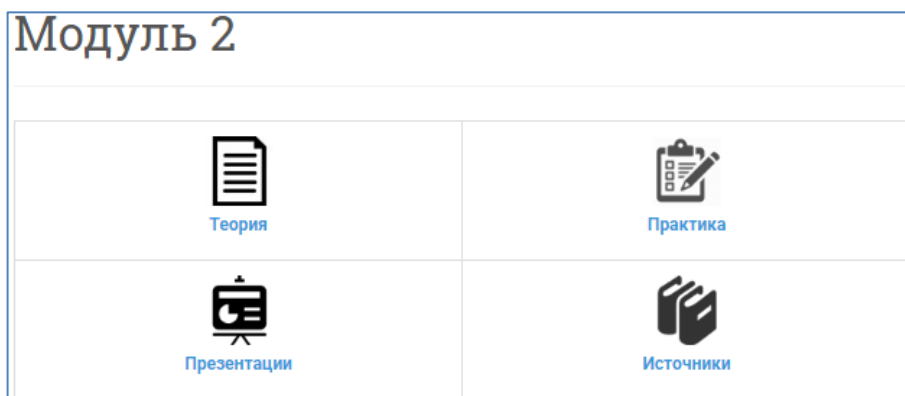 Модуль 2
Теория
Практика
Презентации
Источники